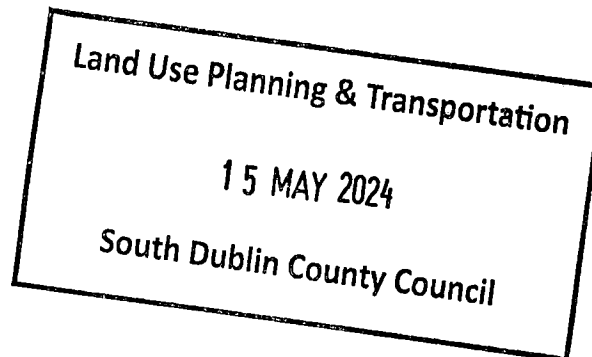 Land Use Planning & Transportation
15 MAY 2024
South Dublin County Council